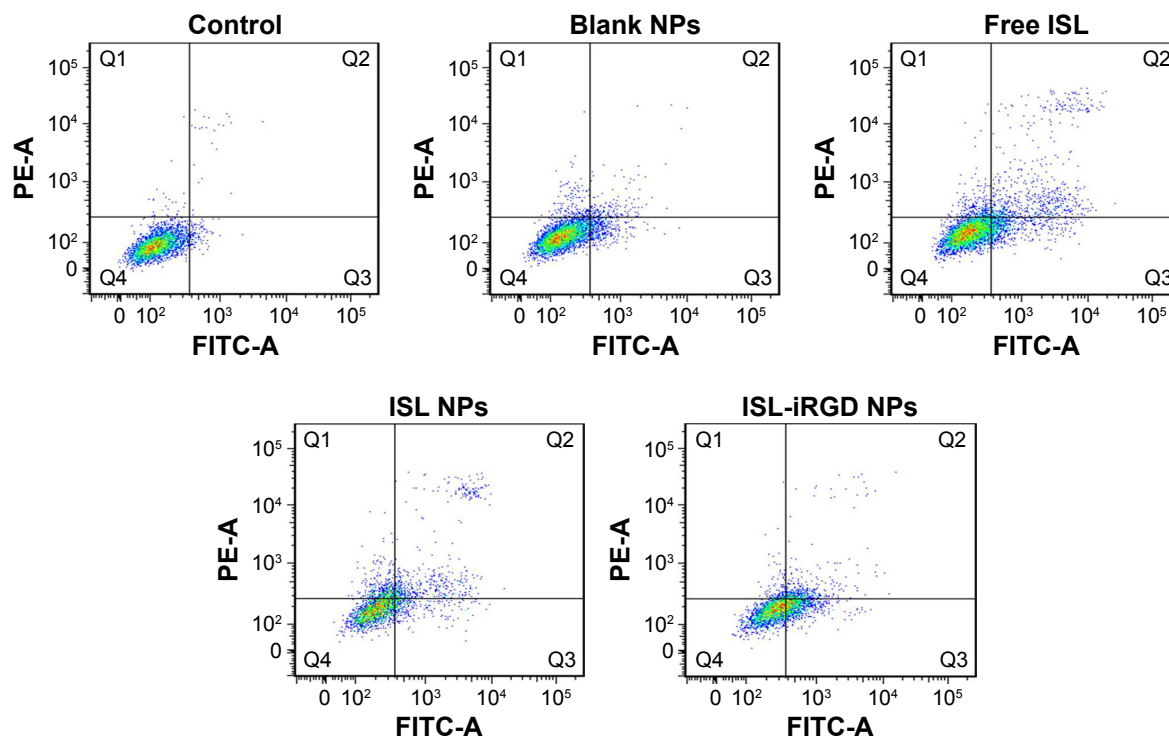 Control
Q1 Q2
10⁵
10⁴
10³
10²
0
Q4 Q3
0 10² 10³ 10⁴ 10⁵
PE-A
FITC-A
Blank NPs
Q1 Q2
10⁵
10⁴
10³
10²
0
Q4 Q3
0 10² 10³ 10⁴ 10⁵
PE-A
FITC-A
Free ISL
Q1 Q2
10⁵
10⁴
10³
10²
0
Q4 Q3
0 10² 10³ 10⁴ 10⁵
PE-A
FITC-A
ISL NPs
Q1 Q2
10⁵
10⁴
10³
10²
0
Q4 Q3
0 10² 10³ 10⁴ 10⁵
PE-A
FITC-A
ISL-iRGD NPs
Q1 Q2
10⁵
10⁴
10³
10²
0
Q4 Q3
0 10² 10³ 10⁴ 10⁵
PE-A
FITC-A